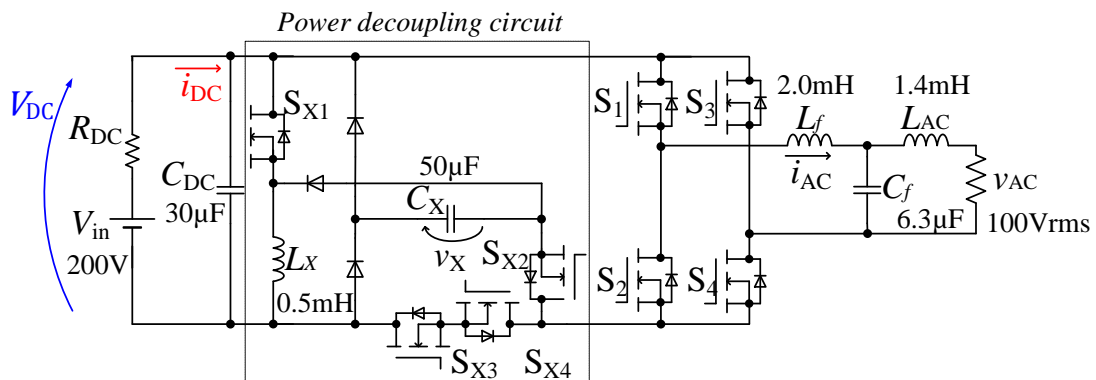 Power decoupling circuit
V_DC
i_DC
R_DC
C_DC
30μF
V_in
200V
S_X1
L_X
0.5mH
50μF
C_X
v_X
S_X2
S_X3
S_X4
S_1
S_3
S_2
S_4
2.0mH
L_f
i_AC
1.4mH
L_AC
C_f
6.3μF
v_AC
100Vrms